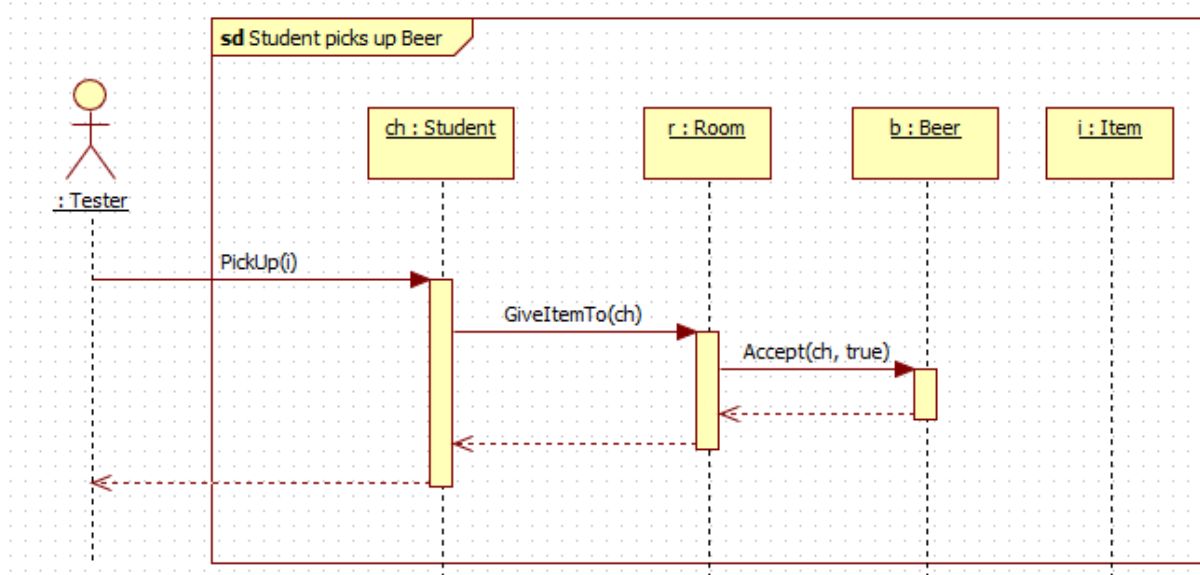 sd Student picks up Beer
ch : Student
r : Room
b : Beer
i : Item
: Tester
PickUp(i)
GiveItemTo(ch)
Accept(ch, true)